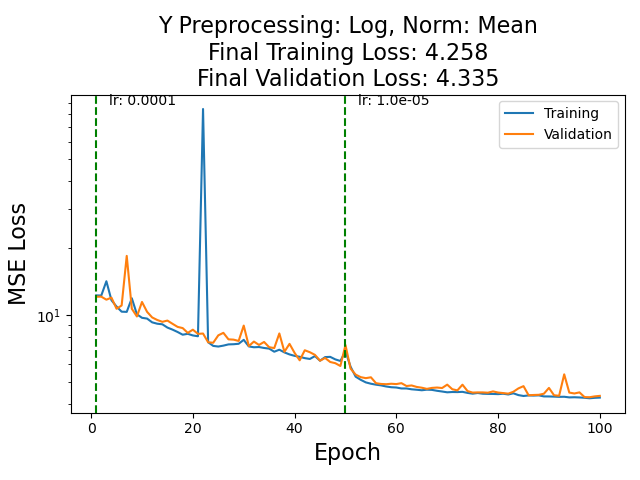 Y Preprocessing: Log, Norm: Mean
Final Training Loss: 4.258
Final Validation Loss: 4.335
lr: 0.0001
lr: 1.0e-05
Training
Validation
MSE Loss
10¹
0
20
40
60
80
100
Epoch